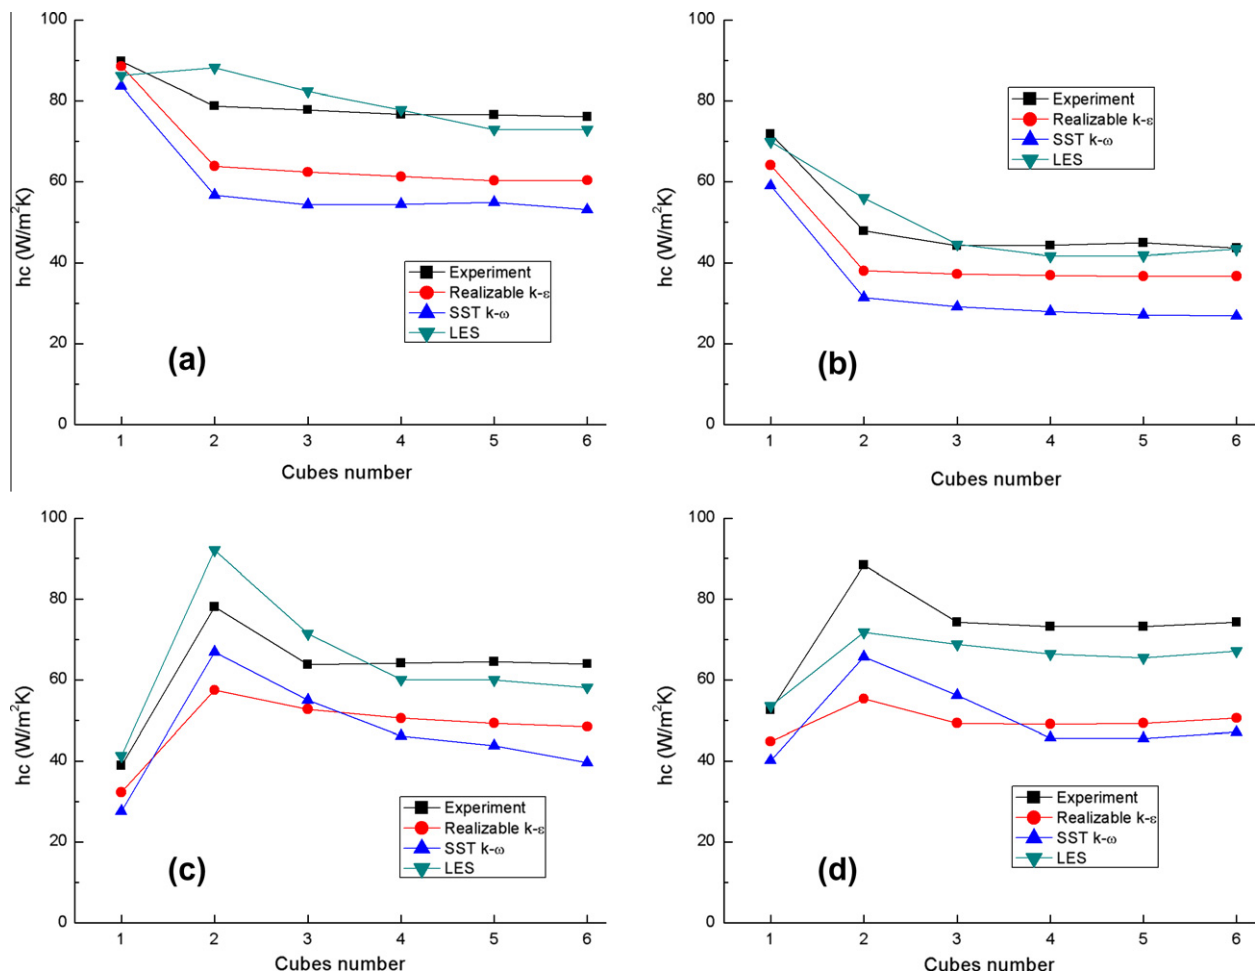 100
80
60
40
20
0
hc (W/m²K)
Experiment
Realizable k-ε
SST k-ω
LES
(a)
1 2 3 4 5 6
Cubes number
100
80
60
40
20
0
hc (W/m²K)
Experiment
Realizable k-ε
SST k-ω
LES
(b)
1 2 3 4 5 6
Cubes number
100
80
60
40
20
0
hc (W/m²K)
Experiment
Realizable k-ε
SST k-ω
LES
(c)
1 2 3 4 5 6
Cubes number
100
80
60
40
20
0
hc (W/m²K)
Experiment
Realizable k-ε
SST k-ω
LES
(d)
1 2 3 4 5 6
Cubes number